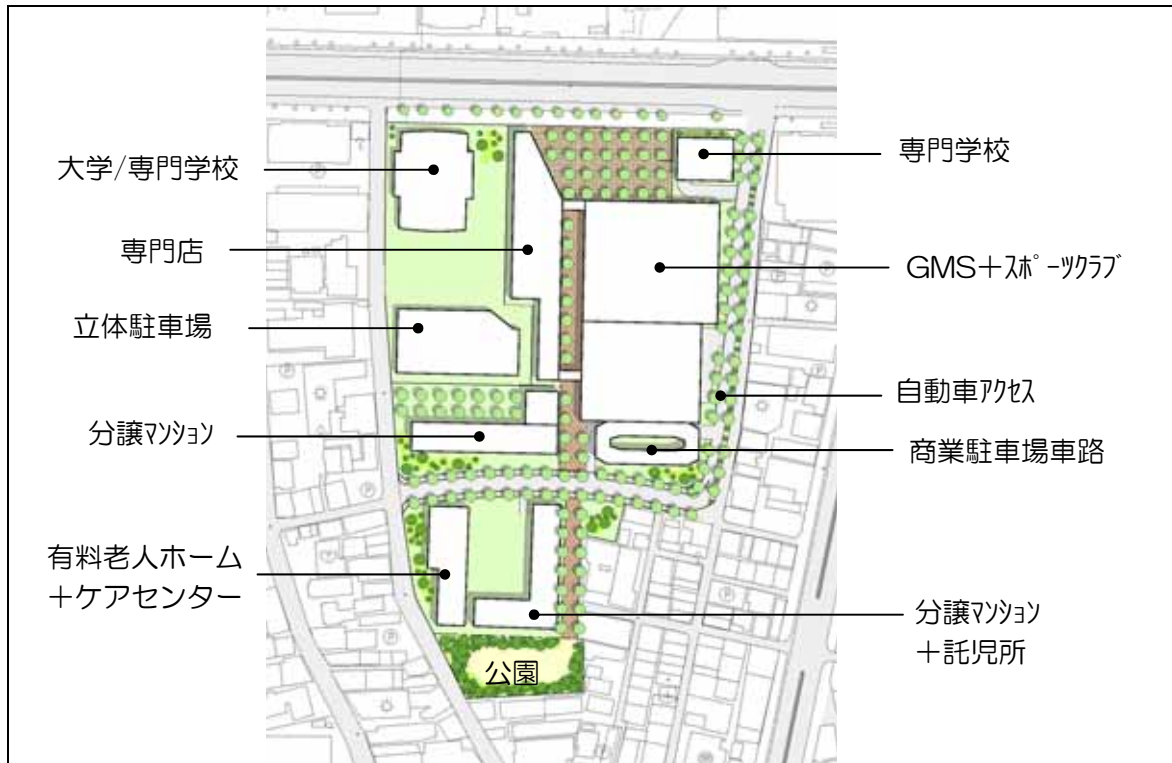 大学/専門学校
専門店
立体駐車場
分譲ﾏﾝｼｮﾝ
有料老人ホーム
＋ケアセンター
専門学校
GMS＋ｽﾎﾟｰﾂｸﾗﾌﾞ
自動車ｱｸｾｽ
商業駐車場車路
分譲ﾏﾝｼｮﾝ
＋託児所
公園